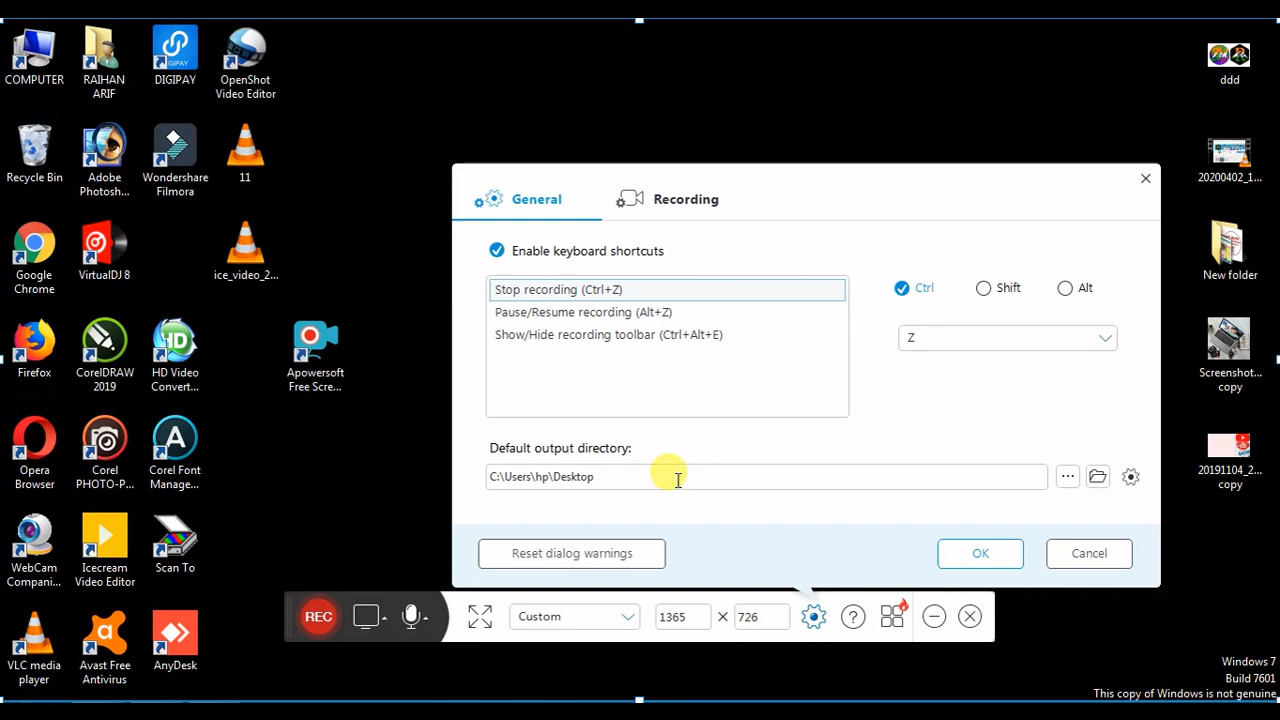 COMPUTER
RAIHAN
ARIF
DIGIPAY
IGIPAY
OpenShot
Video Editor
ddd
Recycle Bin
Adobe
Photosh...
Wondershare
Filmora
11
20200402_1...
Google
Chrome
VirtualDJ 8
ice_video_2...
New folder
Firefox
CorelDRAW
2019
HD
HD Video
Convert...
Apowersoft
Free Scre...
Screenshot...
copy
Opera
Browser
Corel
PHOTO-P...
Corel Font
Manage...
20191104_2...
copy
WebCam
Compani...
Icecream
Video Editor
Scan To
VLC media
player
Avast Free
Antivirus
AnyDesk
General
Recording
Enable keyboard shortcuts
Stop recording (Ctrl+Z)
Pause/Resume recording (Alt+Z)
Show/Hide recording toolbar (Ctrl+Alt+E)
Ctrl
Shift
Alt
Z
Default output directory:
C:\Users\hp\Desktop
...
Reset dialog warnings
OK
Cancel
REC
Custom
1365
726
?
Windows 7
Build 7601
This copy of Windows is not genuine